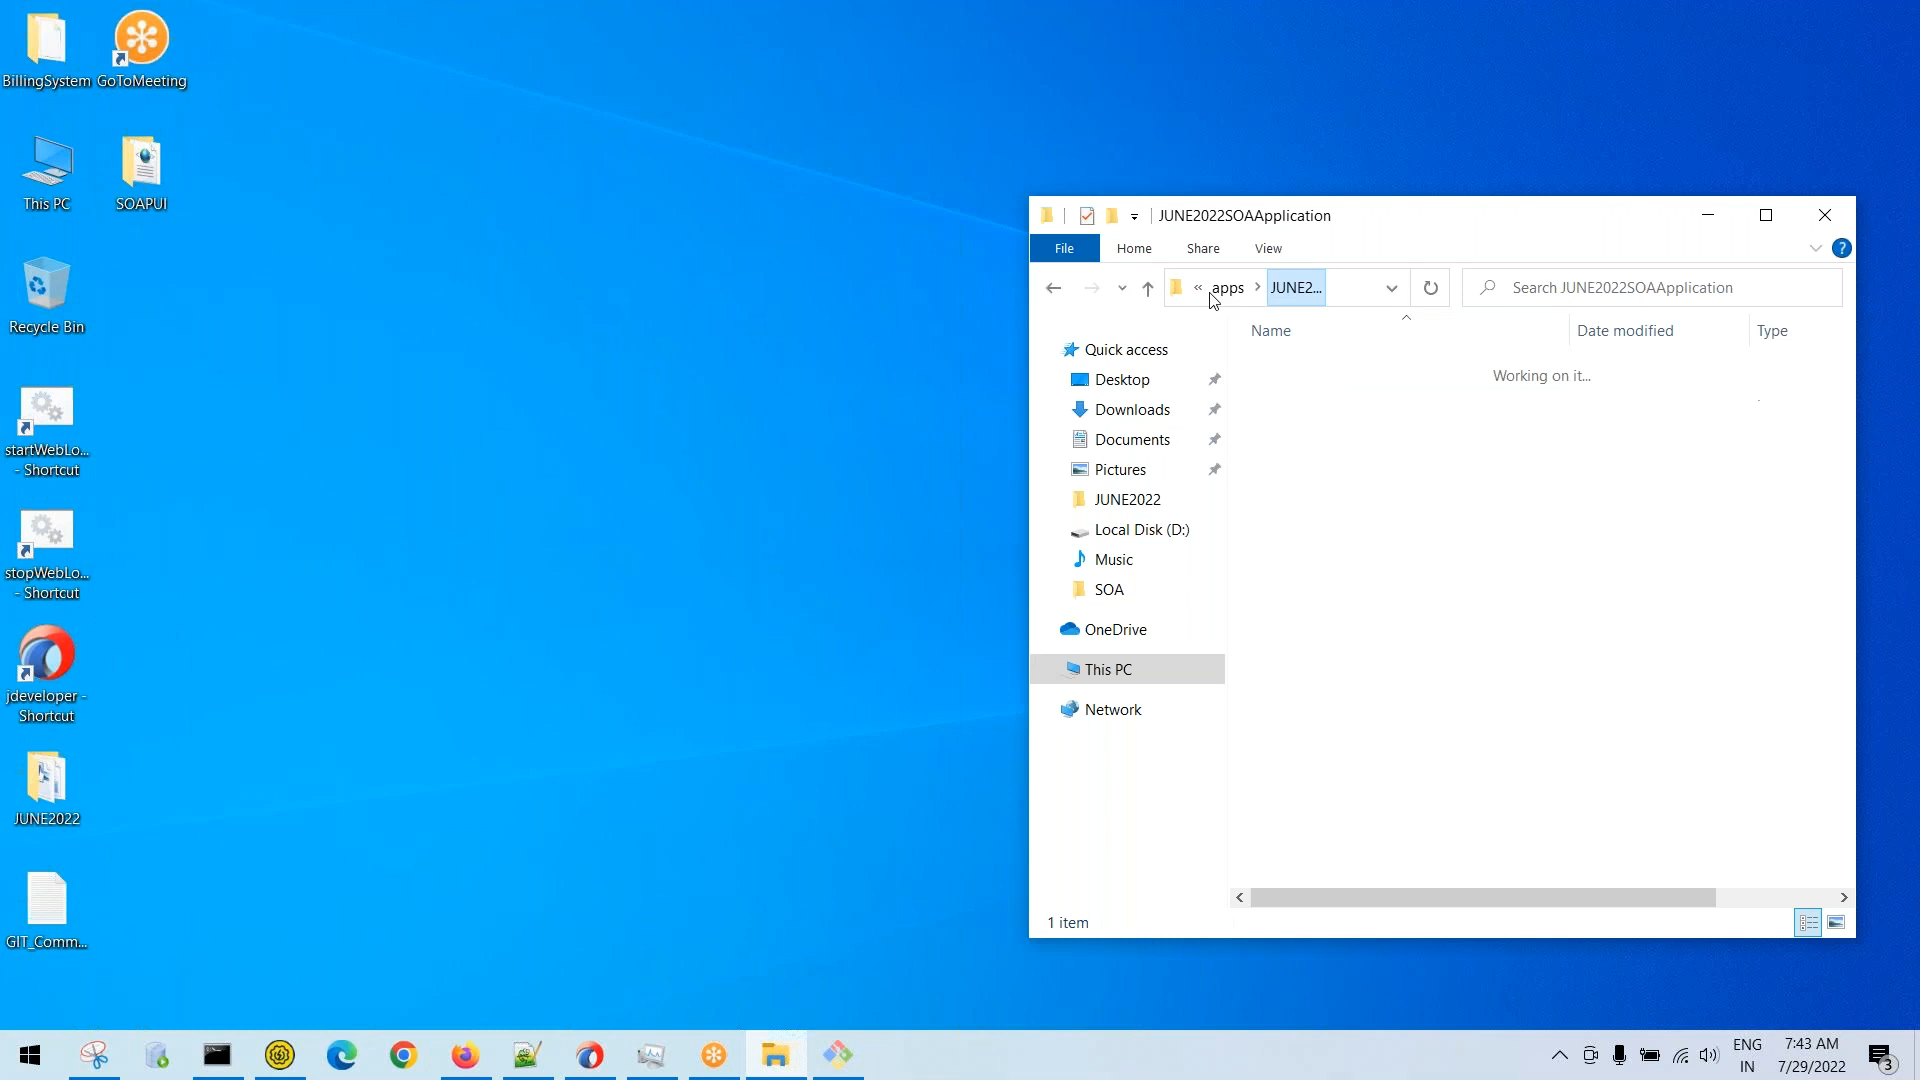 BillingSystem
GoToMeeting
This PC
SOAPUI
Recycle Bin
startWebLo...
- Shortcut
stopWebLo...
- Shortcut
jdeveloper -
Shortcut
JUNE2022
GIT_Comm...
JUNE2022SOAApplication
File
Home
Share
View
?
« apps
JUNE2...
Search JUNE2022SOAApplication
Name
Date modified
Type
Working on it...
Quick access
Desktop
Downloads
Documents
Pictures
JUNE2022
Local Disk (D:)
Music
SOA
OneDrive
This PC
Network
1 item
ENG
IN
7:43 AM
7/29/2022
3